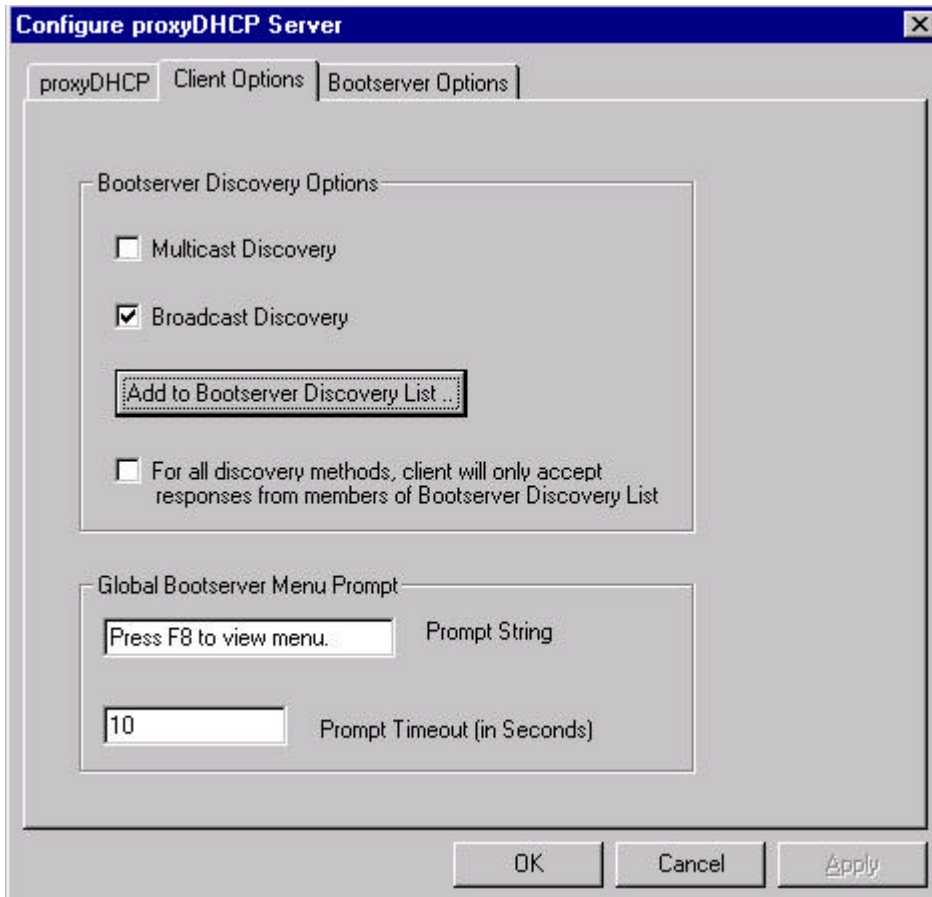 Configure proxyDHCP Server
proxyDHCP
Client Options
Bootserver Options
Bootserver Discovery Options
Multicast Discovery
Broadcast Discovery
Add to Bootserver Discovery List ..
For all discovery methods, client will only accept
responses from members of Bootserver Discovery List
Global Bootserver Menu Prompt
Press F8 to view menu.
Prompt String
10
Prompt Timeout (in Seconds)
OK
Cancel
Apply